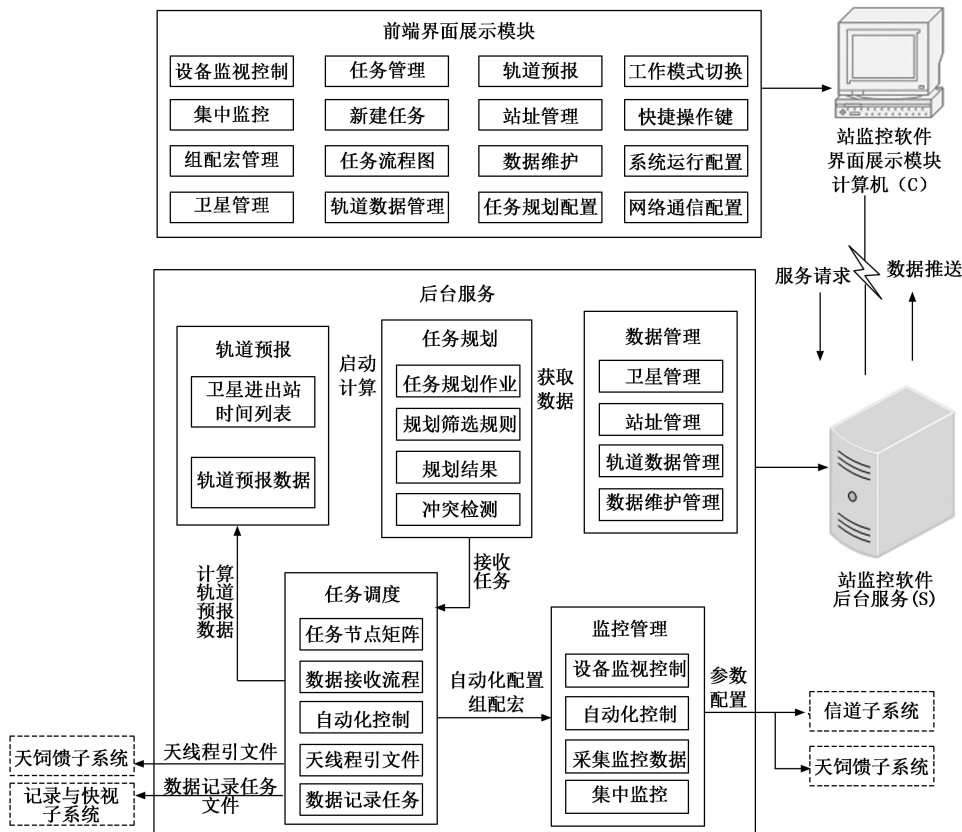 前端界面展示模块
设备监视控制
任务管理
轨道预报
工作模式切换
集中监控
新建任务
站址管理
快捷操作键
组配宏管理
任务流程图
数据维护
系统运行配置
卫星管理
轨道数据管理
任务规划配置
网络通信配置
站监控软件
界面展示模块
计算机（C）
服务请求
数据推送
后台服务
轨道预报
卫星进出站
时间列表
轨道预报数据
启动
计算
任务规划
任务规划作业
规划筛选规则
规划结果
冲突检测
获取
数据
数据管理
卫星管理
站址管理
轨道数据管理
数据维护管理
站监控软件
后台服务(S)
计算
轨道
预报
数据
接收
任务
任务调度
任务节点矩阵
数据接收流程
自动化控制
天线程引文件
数据记录任务
自动化配置
组配宏
监控管理
设备监视控制
自动化控制
采集监控数据
集中监控
参数
配置
信道子系统
天饲馈子系统
天线程引文件
天饲馈子系统
数据记录任务
文件
记录与快视
子系统